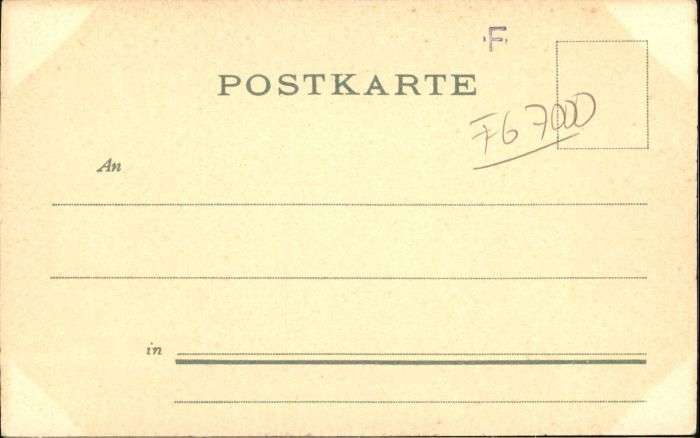 ·F·
POSTKARTE
F6 7000
An
in